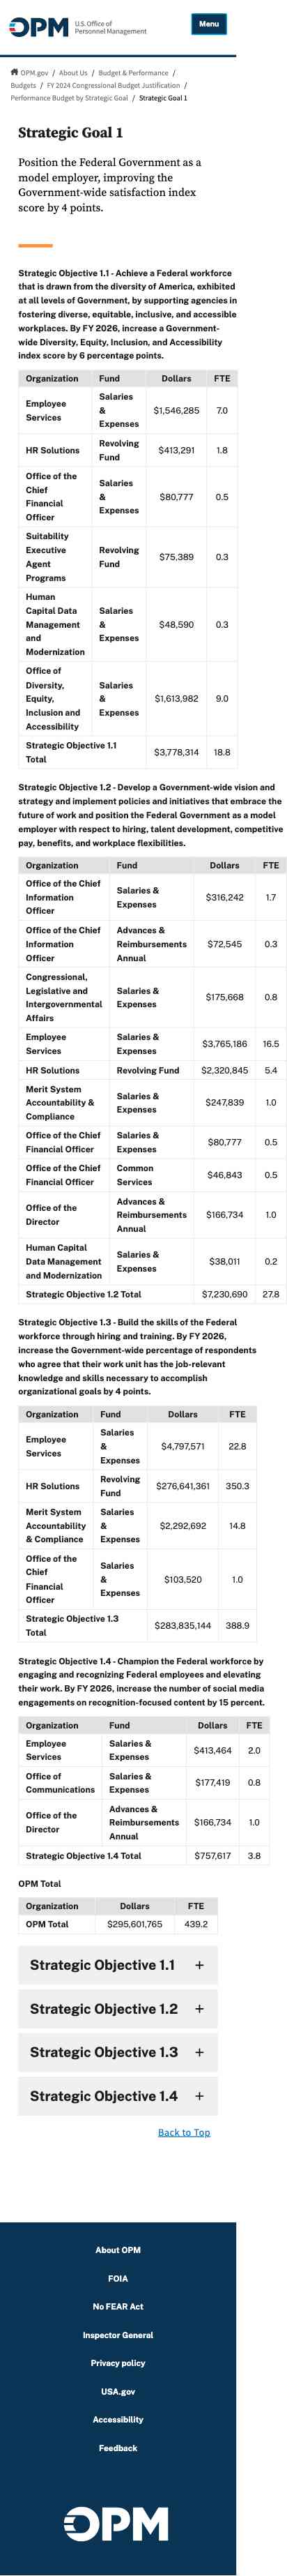 OPM
U.S. Office of
Personnel Management
Menu
OPM.gov / About Us / Budget & Performance /
Budgets / FY 2024 Congressional Budget Justification /
Performance Budget by Strategic Goal / Strategic Goal 1
Strategic Goal 1
Position the Federal Government as a
model employer, improving the
Government-wide satisfaction index
score by 4 points.
Strategic Objective 1.1 - Achieve a Federal workforce
that is drawn from the diversity of America, exhibited
at all levels of Government, by supporting agencies in
fostering diverse, equitable, inclusive, and accessible
workplaces. By FY 2026, increase a Government-
wide Diversity, Equity, Inclusion, and Accessibility
index score by 6 percentage points.
Organization Fund Dollars FTE
Employee
Services
Salaries
&
Expenses
$1,546,285 7.0
HR Solutions
Revolving
Fund
$413,291 1.8
Office of the
Chief
Financial
Officer
Salaries
&
Expenses
$80,777 0.5
Suitability
Executive
Agent
Programs
Revolving
Fund
$75,389 0.3
Human
Capital Data
Management
and
Modernization
Salaries
&
Expenses
$48,590 0.3
Office of
Diversity,
Equity,
Inclusion and
Accessibility
Salaries
&
Expenses
$1,613,982 9.0
Strategic Objective 1.1
Total
$3,778,314 18.8
Strategic Objective 1.2 - Develop a Government-wide vision and
strategy and implement policies and initiatives that embrace the
future of work and position the Federal Government as a model
employer with respect to hiring, talent development, competitive
pay, benefits, and workplace flexibilities.
Organization Fund Dollars FTE
Office of the Chief
Information
Officer
Salaries &
Expenses
$316,242 1.7
Office of the Chief
Information
Officer
Advances &
Reimbursements
Annual
$72,545 0.3
Congressional,
Legislative and
Intergovernmental
Affairs
Salaries &
Expenses
$175,668 0.8
Employee
Services
Salaries &
Expenses
$3,765,186 16.5
HR Solutions Revolving Fund $2,320,845 5.4
Merit System
Accountability &
Compliance
Salaries &
Expenses
$247,839 1.0
Office of the Chief
Financial Officer
Salaries &
Expenses
$80,777 0.5
Office of the Chief
Financial Officer
Common
Services
$46,843 0.5
Office of the
Director
Advances &
Reimbursements
Annual
$166,734 1.0
Human Capital
Data Management
and Modernization
Salaries &
Expenses
$38,011 0.2
Strategic Objective 1.2 Total $7,230,690 27.8
Strategic Objective 1.3 - Build the skills of the Federal
workforce through hiring and training. By FY 2026,
increase the Government-wide percentage of respondents
who agree that their work unit has the job-relevant
knowledge and skills necessary to accomplish
organizational goals by 4 points.
Organization Fund Dollars FTE
Employee
Services
Salaries
&
Expenses
$4,797,571 22.8
HR Solutions
Revolving
Fund
$276,641,361 350.3
Merit System
Accountability
& Compliance
Salaries
&
Expenses
$2,292,692 14.8
Office of the
Chief
Financial
Officer
Salaries
&
Expenses
$103,520 1.0
Strategic Objective 1.3
Total
$283,835,144 388.9
Strategic Objective 1.4 - Champion the Federal workforce by
engaging and recognizing Federal employees and elevating
their work. By FY 2026, increase the number of social media
engagements on recognition-focused content by 15 percent.
Organization Fund Dollars FTE
Employee
Services
Salaries &
Expenses
$413,464 2.0
Office of
Communications
Salaries &
Expenses
$177,419 0.8
Office of the
Director
Advances &
Reimbursements
Annual
$166,734 1.0
Strategic Objective 1.4 Total $757,617 3.8
OPM Total
Organization Dollars FTE
OPM Total $295,601,765 439.2
Strategic Objective 1.1 +
Strategic Objective 1.2 +
Strategic Objective 1.3 +
Strategic Objective 1.4 +
Back to Top
About OPM
FOIA
No FEAR Act
Inspector General
Privacy policy
USA.gov
Accessibility
Feedback
OPM